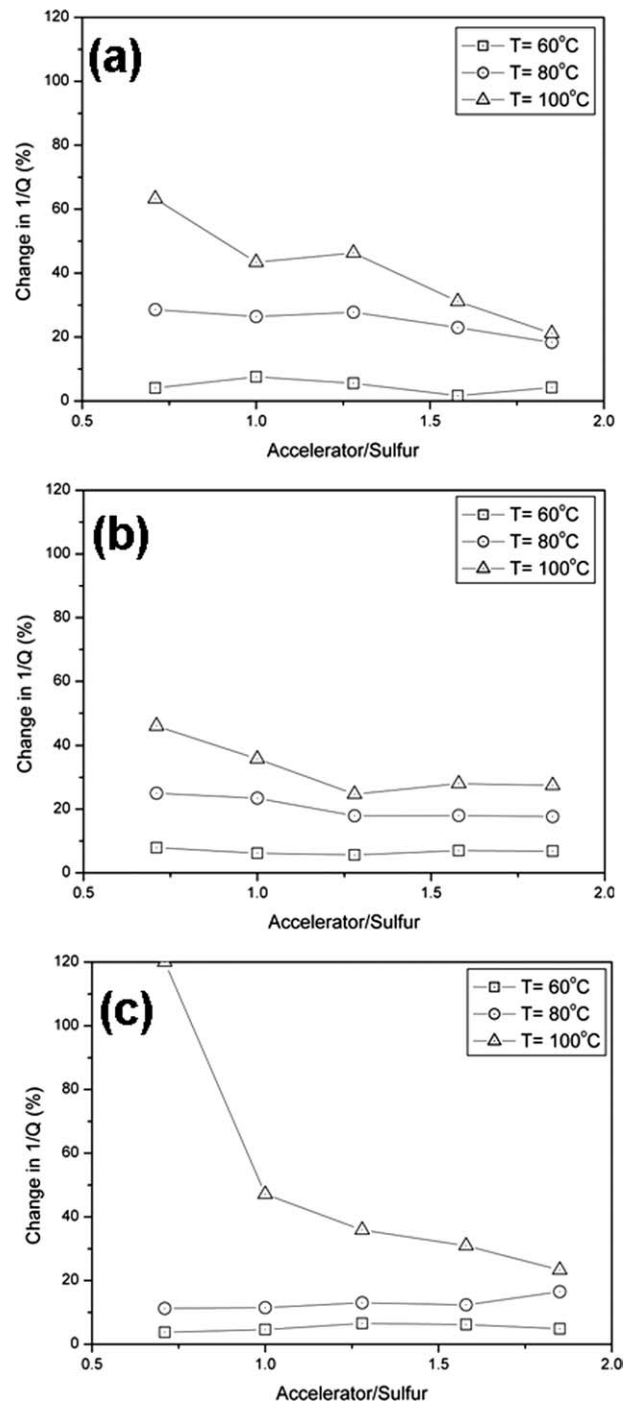 (a)
T= 60°C
T= 80°C
T= 100°C
120
100
80
60
40
20
0
Change in 1/Q (%)
0.5
1.0
1.5
2.0
Accelerator/Sulfur
(b)
T= 60°C
T= 80°C
T= 100°C
120
100
80
60
40
20
0
Change in 1/Q (%)
0.5
1.0
1.5
2.0
Accelerator/Sulfur
(c)
T= 60°C
T= 80°C
T= 100°C
120
100
80
60
40
20
0
Change in 1/Q (%)
0.5
1.0
1.5
2.0
Accelerator/Sulfur